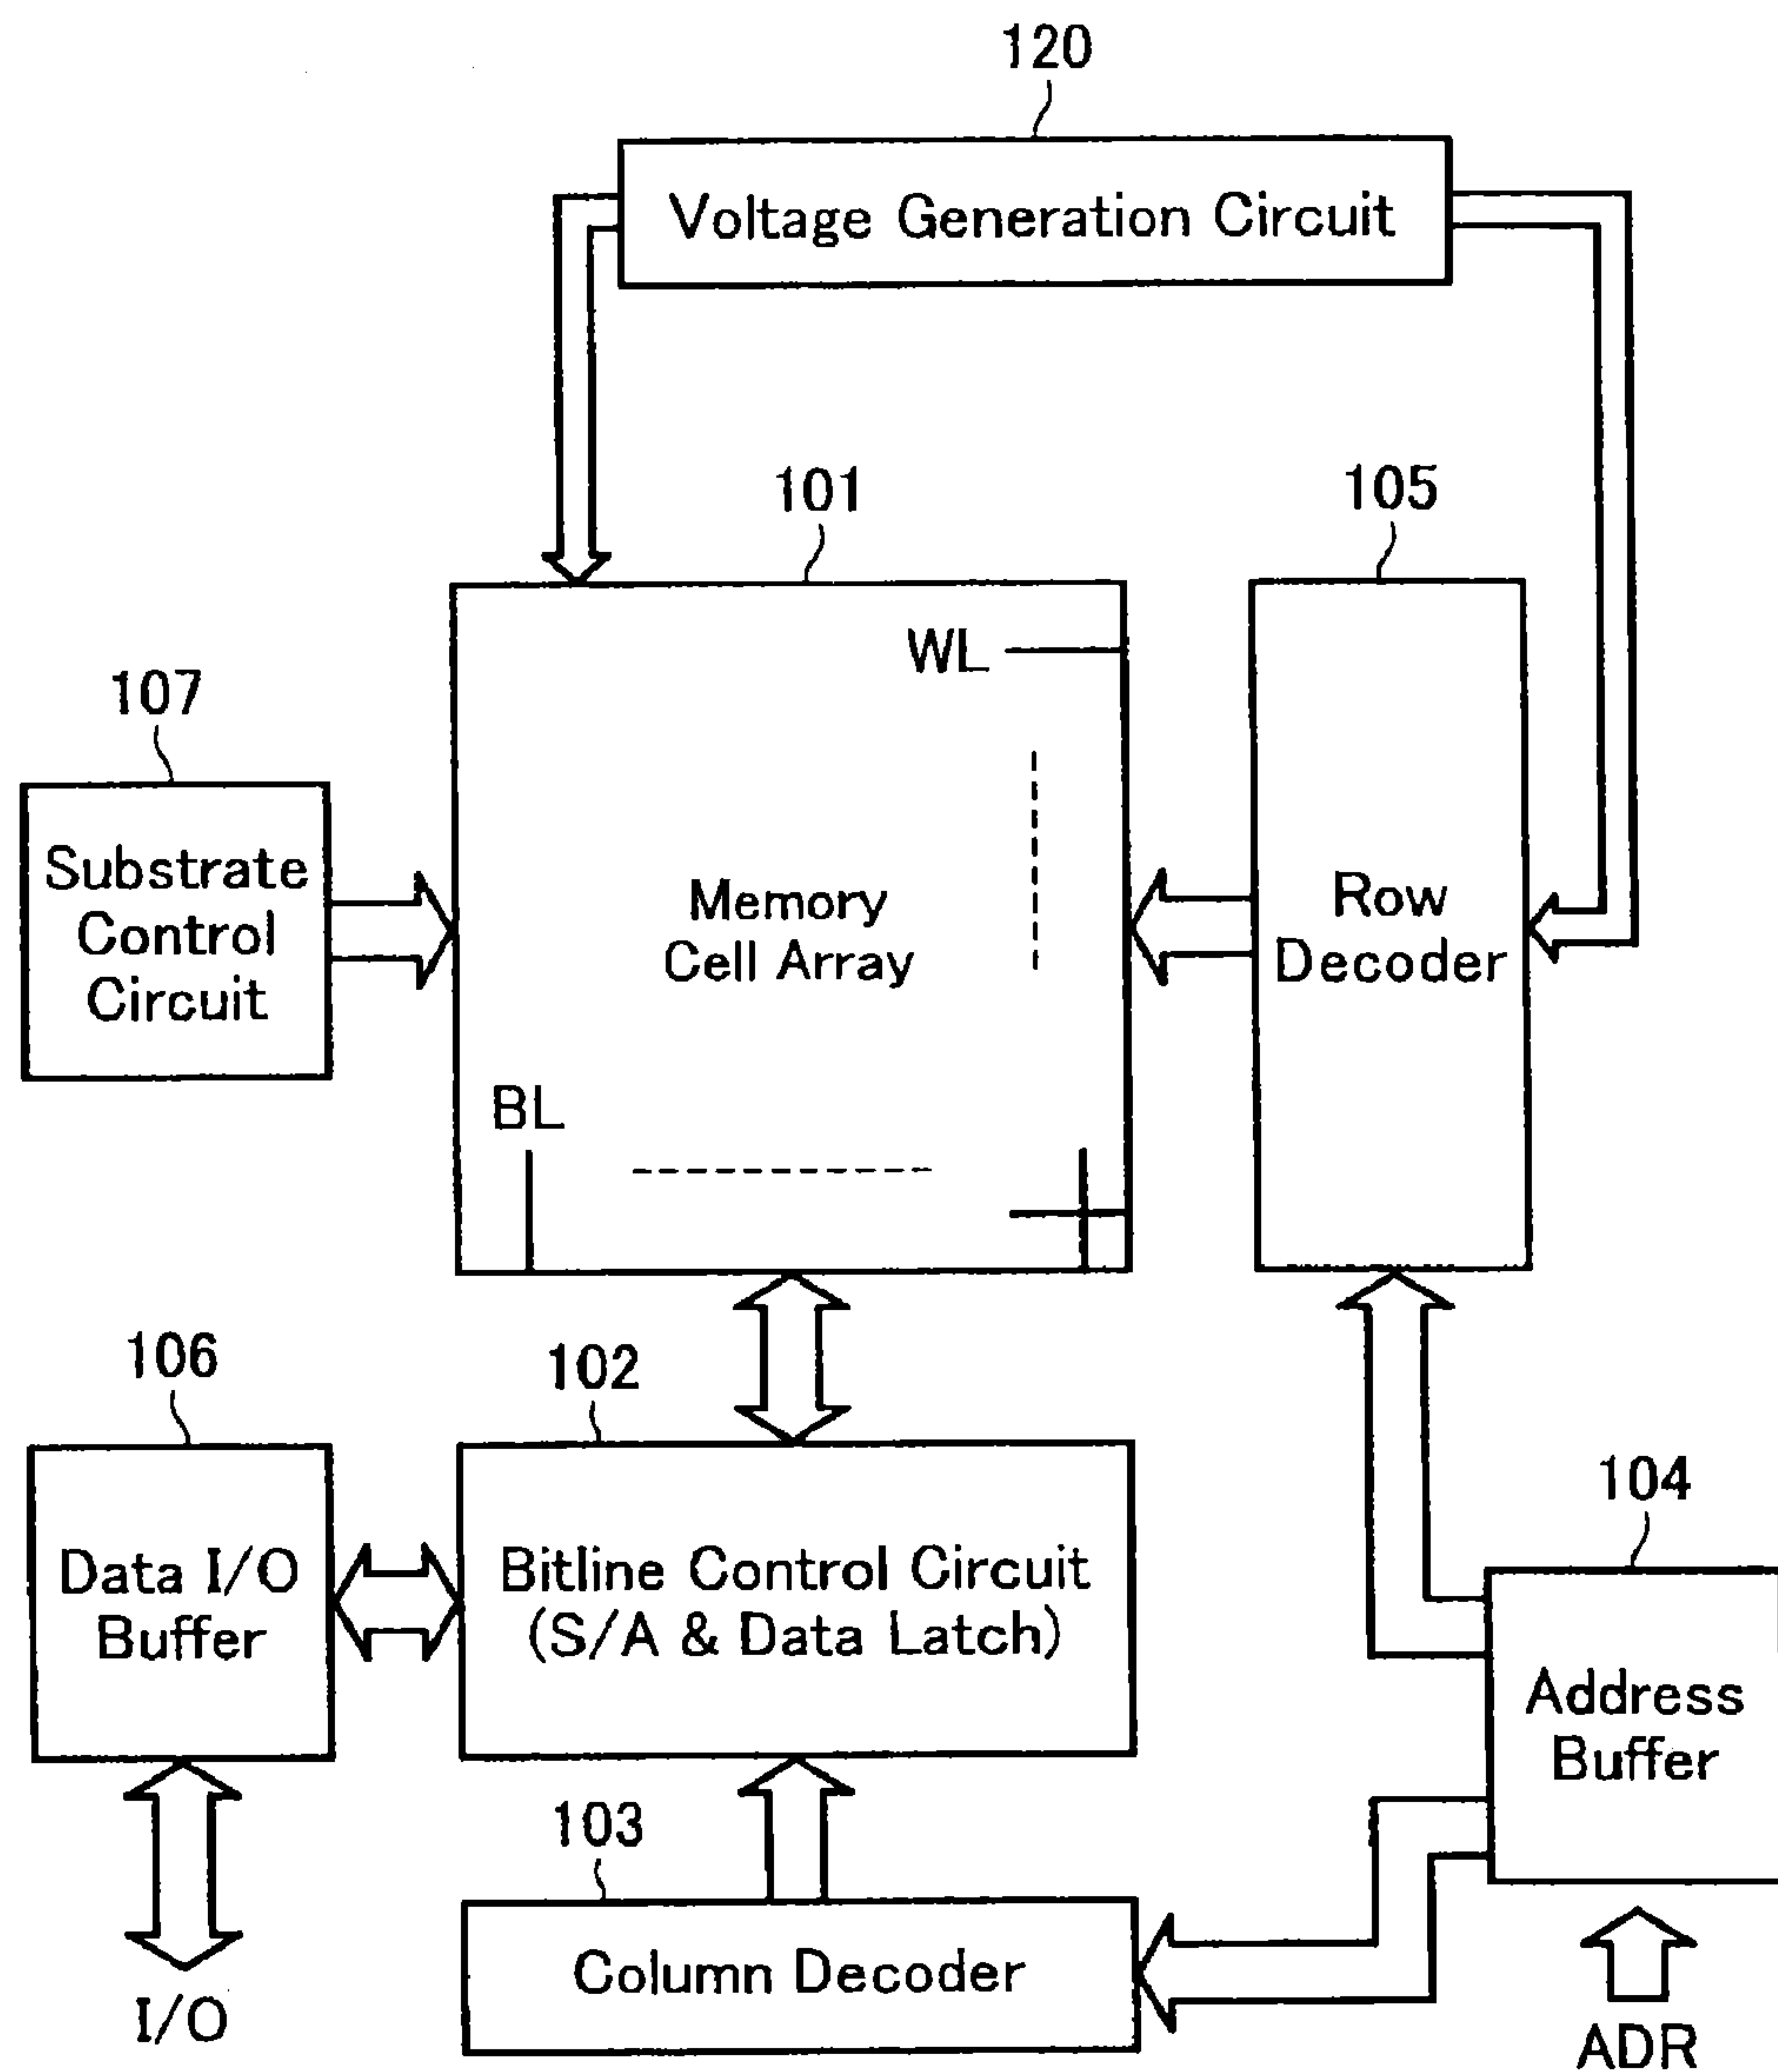 120
Voltage Generation Circuit
101
105
WL
107
Substrate
Control
Circuit
Memory
Cell Array
Row
Decoder
BL
106
102
104
Data I/O
Buffer
Bitline Control Circuit
(S/A & Data Latch)
Address
Buffer
103
Column Decoder
I/O
ADR